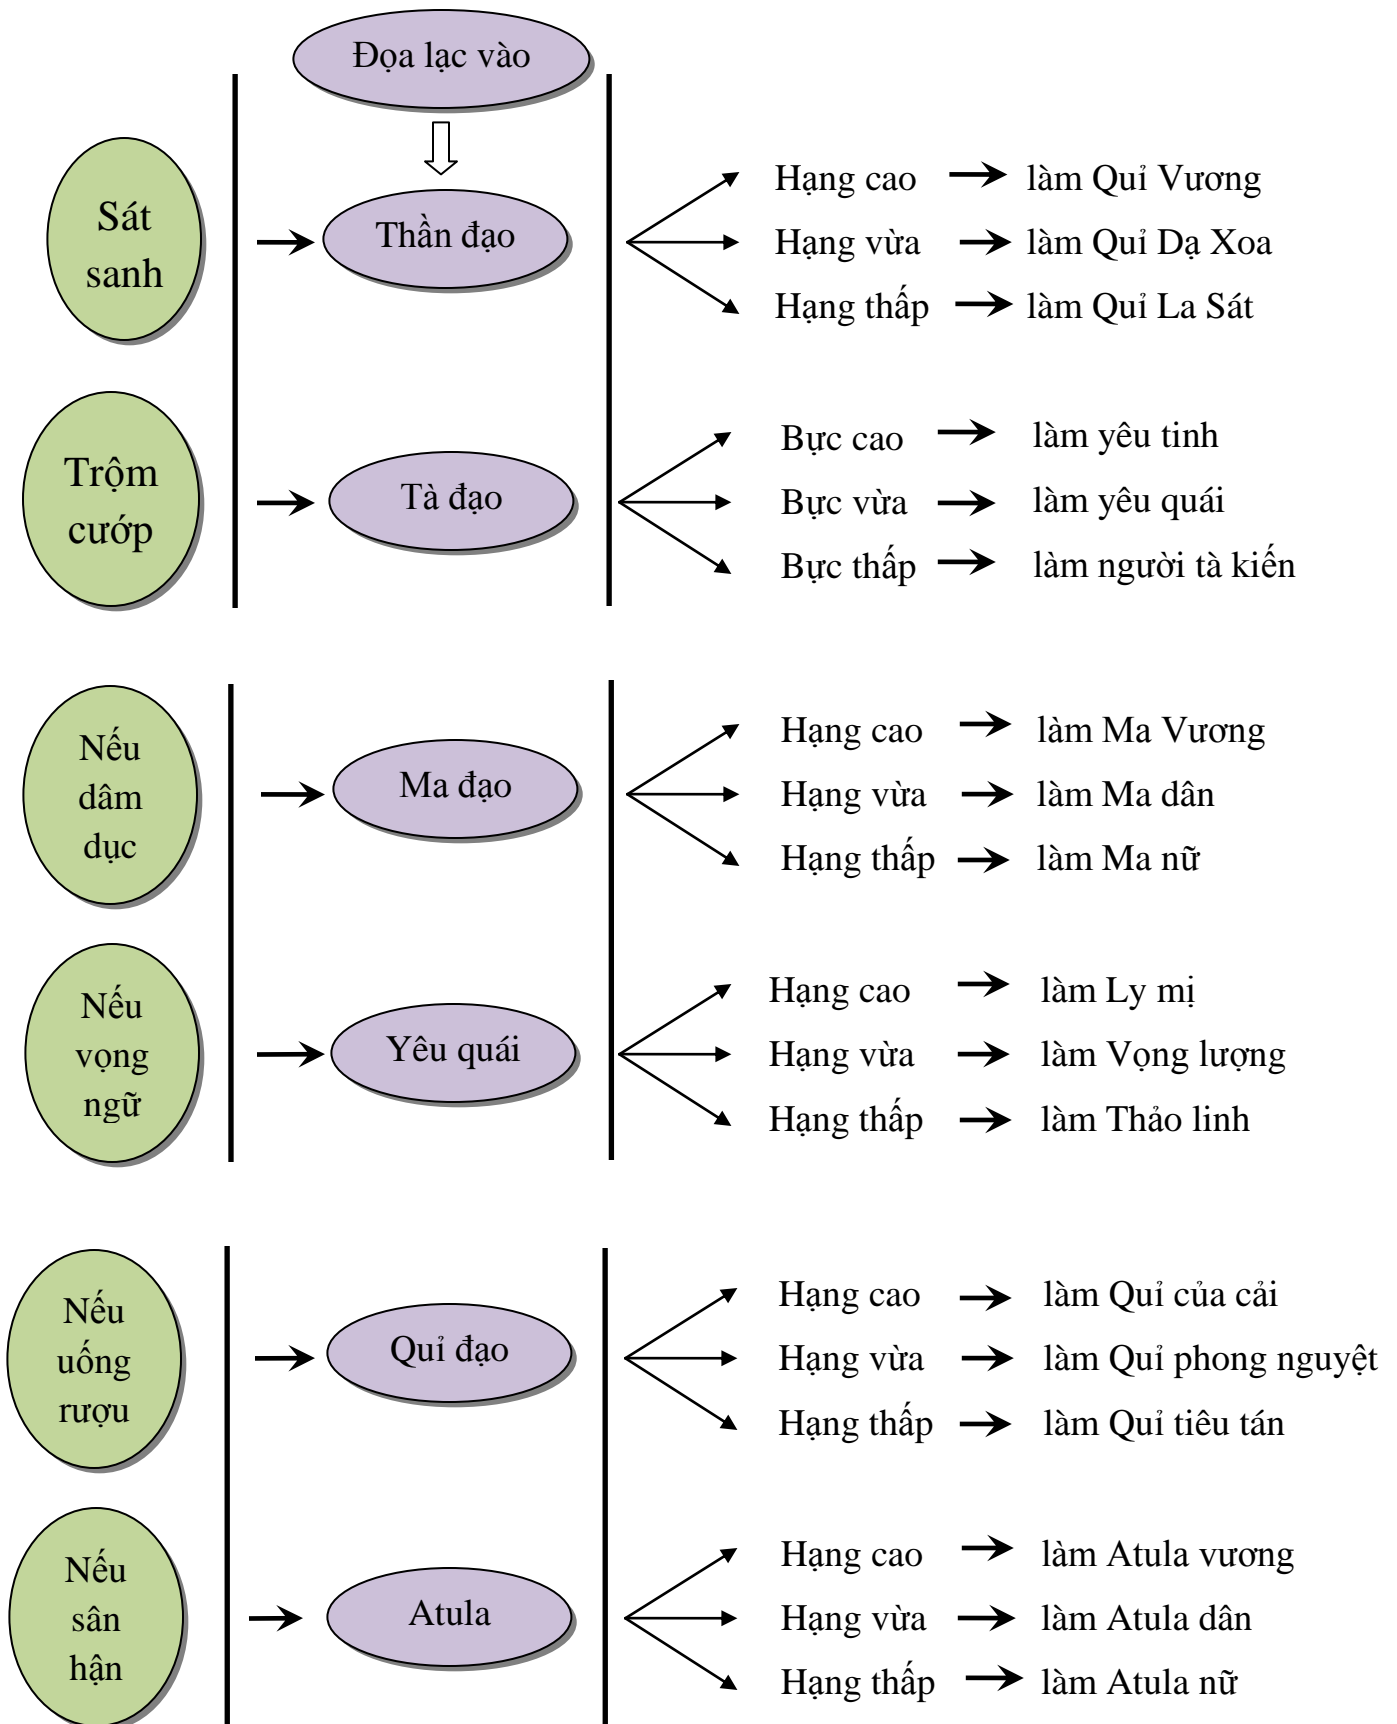 Đọa lạc vào
Sát
sanh
Thần đạo
Hạng cao làm Quỉ Vương
Hạng vừa làm Quỉ Dạ Xoa
Hạng thấp làm Quỉ La Sát
Trộm
cướp
Tà đạo
Bực cao làm yêu tinh
Bực vừa làm yêu quái
Bực thấp làm người tà kiến
Nếu
dâm
dục
Ma đạo
Hạng cao làm Ma Vương
Hạng vừa làm Ma dân
Hạng thấp làm Ma nữ
Nếu
vọng
ngữ
Yêu quái
Hạng cao làm Ly mị
Hạng vừa làm Vọng lượng
Hạng thấp làm Thảo linh
Nếu
uống
rượu
Quỉ đạo
Hạng cao làm Quỉ của cải
Hạng vừa làm Quỉ phong nguyệt
Hạng thấp làm Quỉ tiêu tán
Nếu
sân
hận
Atula
Hạng cao làm Atula vương
Hạng vừa làm Atula dân
Hạng thấp làm Atula nữ